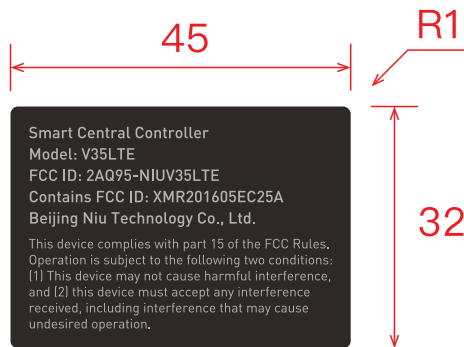 45
R1
Smart Central Controller
Model: V35LTE
FCC ID: 2AQ95-NIUV35LTE
Contains FCC ID: XMR201605EC25A
Beijing Niu Technology Co., Ltd.
This device complies with part 15 of the FCC Rules.
Operation is subject to the following two conditions:
(1) This device may not cause harmful interference,
and (2) this device must accept any interference
received, including interference that may cause
undesired operation.
32